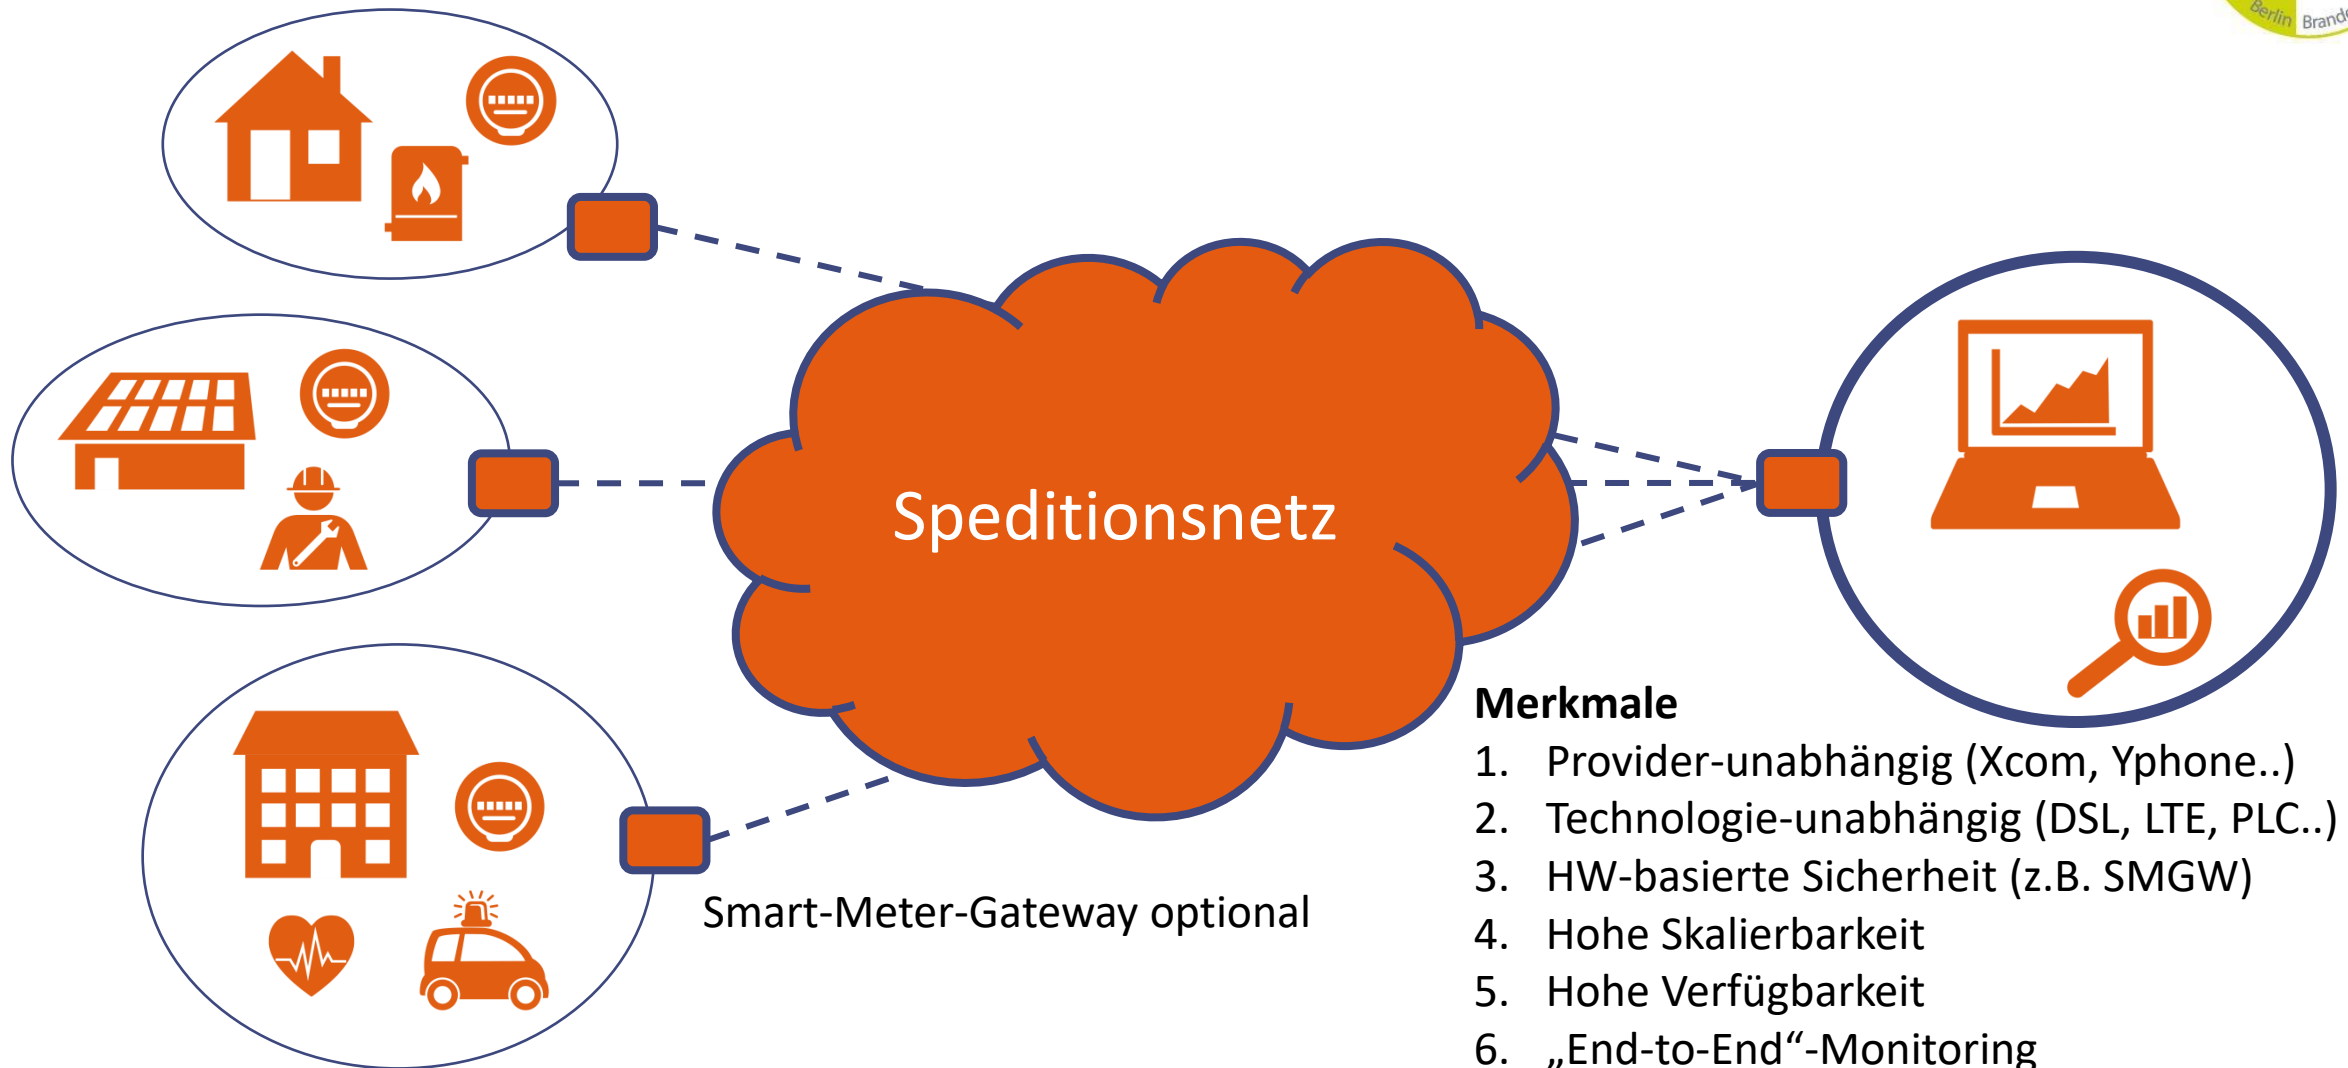 Berlin
Speditionsnetz
Smart-Meter-Gateway optional
Merkmale
1. Provider-unabhängig (Xcom, Yphone..)
2. Technologie-unabhängig (DSL, LTE, PLC..)
3. HW-basierte Sicherheit (z.B. SMGW)
4. Hohe Skalierbarkeit
5. Hohe Verfügbarkeit
6. „End-to-End“-Monitoring